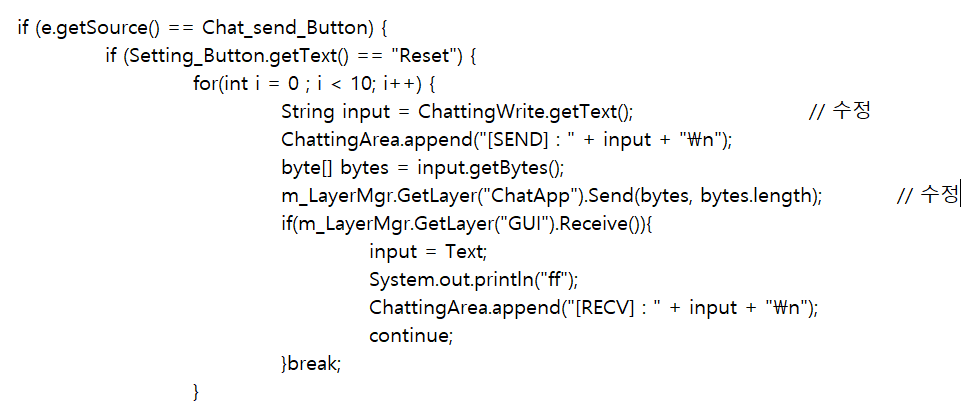 if (e.getSource() == Chat_send_Button) {
if (Setting_Button.getText() == "Reset") {
for(int i = 0 ; i < 10; i++) {
String input = ChattingWrite.getText(); // 수정
ChattingArea.append("[SEND] : " + input + "₩n");
byte[] bytes = input.getBytes();
m_LayerMgr.GetLayer("ChatApp").Send(bytes, bytes.length); // 수정
if(m_LayerMgr.GetLayer("GUI").Receive()){
input = Text;
System.out.println("ff");
ChattingArea.append("[RECV] : " + input + "₩n");
continue;
}break;
}